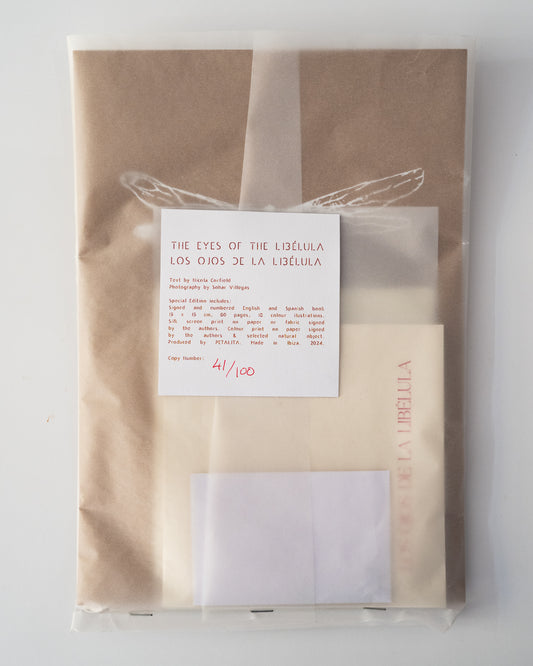 THE EYES OF THE LIBÉLULA
LOS OJOS DE LA LIBÉLULA
Text by Nicola Corfield
Photography by Sohar Villegas
Special Edition includes:
Signed and numbered English and Spanish book
15 x 15 cm, 60 pages, 10 colour illustrations.
Silk screen print on paper or fabric signed
by the authors. Colour print on paper signed
by the authors & selected natural object.
Produced by PETALITA. Made in Ibiza. 2024.
Copy Number: 41/100
LOS OJOS DE LA LIBÉLULA